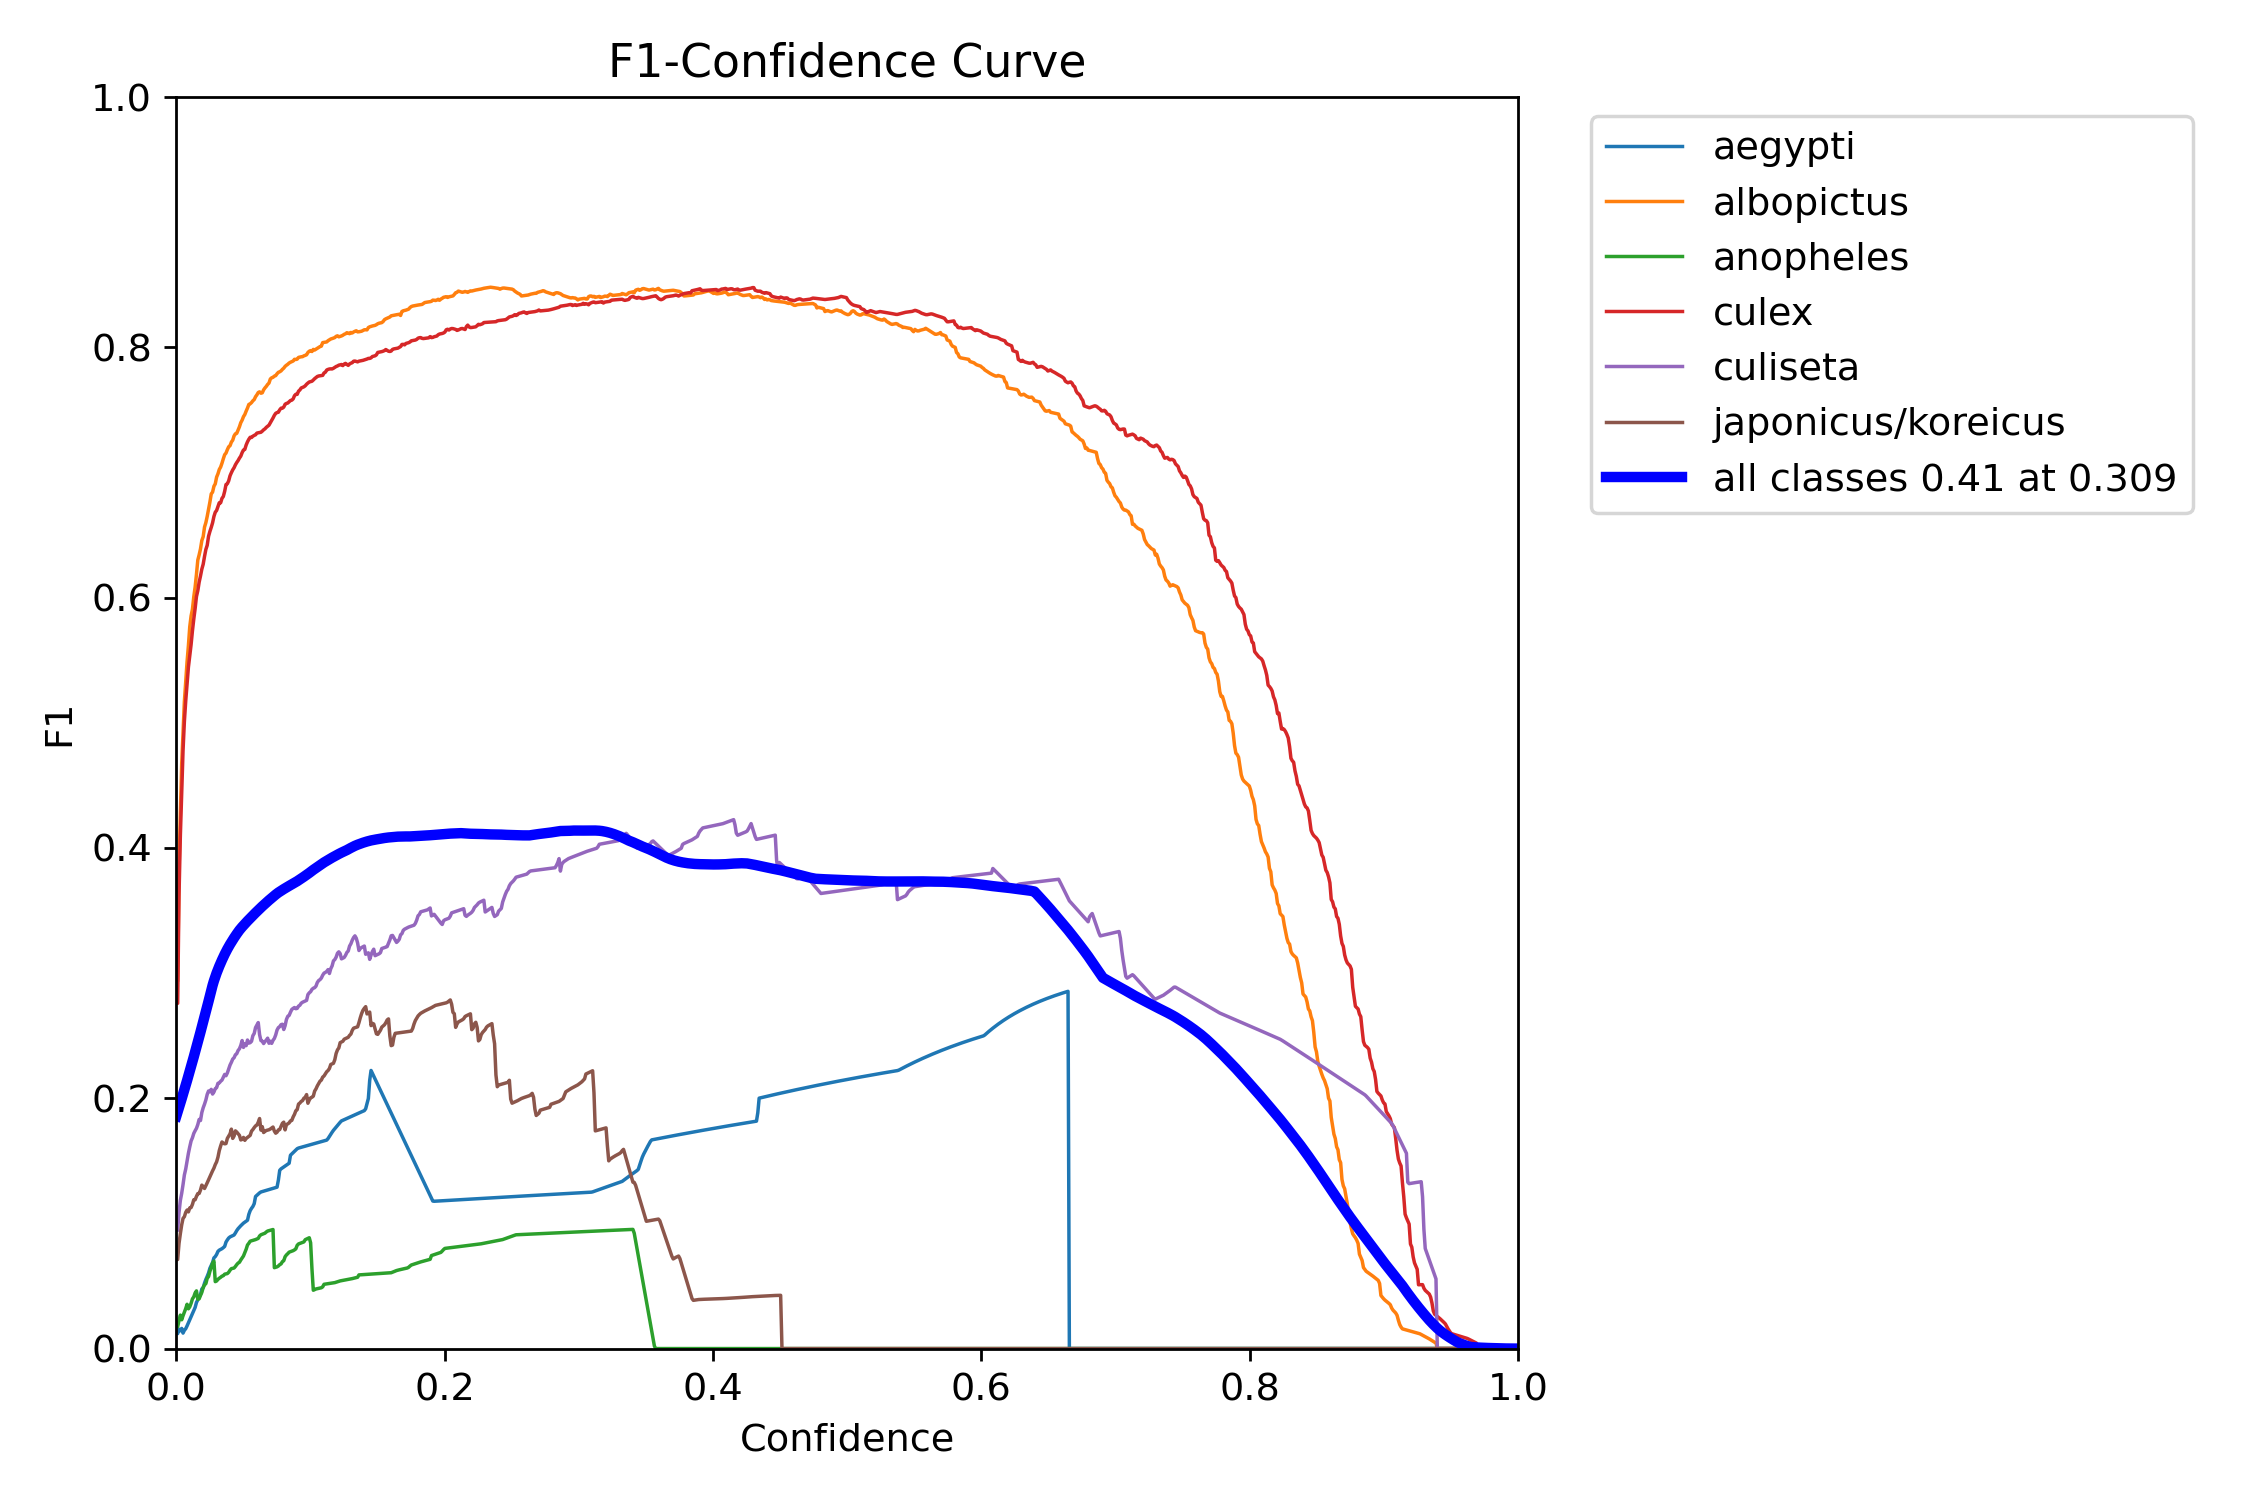 F1-Confidence Curve
1.0
0.8
0.6
0.4
0.2
0.0
F1
0.0 0.2 0.4 0.6 0.8 1.0
Confidence
aegypti
albopictus
anopheles
culex
culiseta
japonicus/koreicus
all classes 0.41 at 0.309